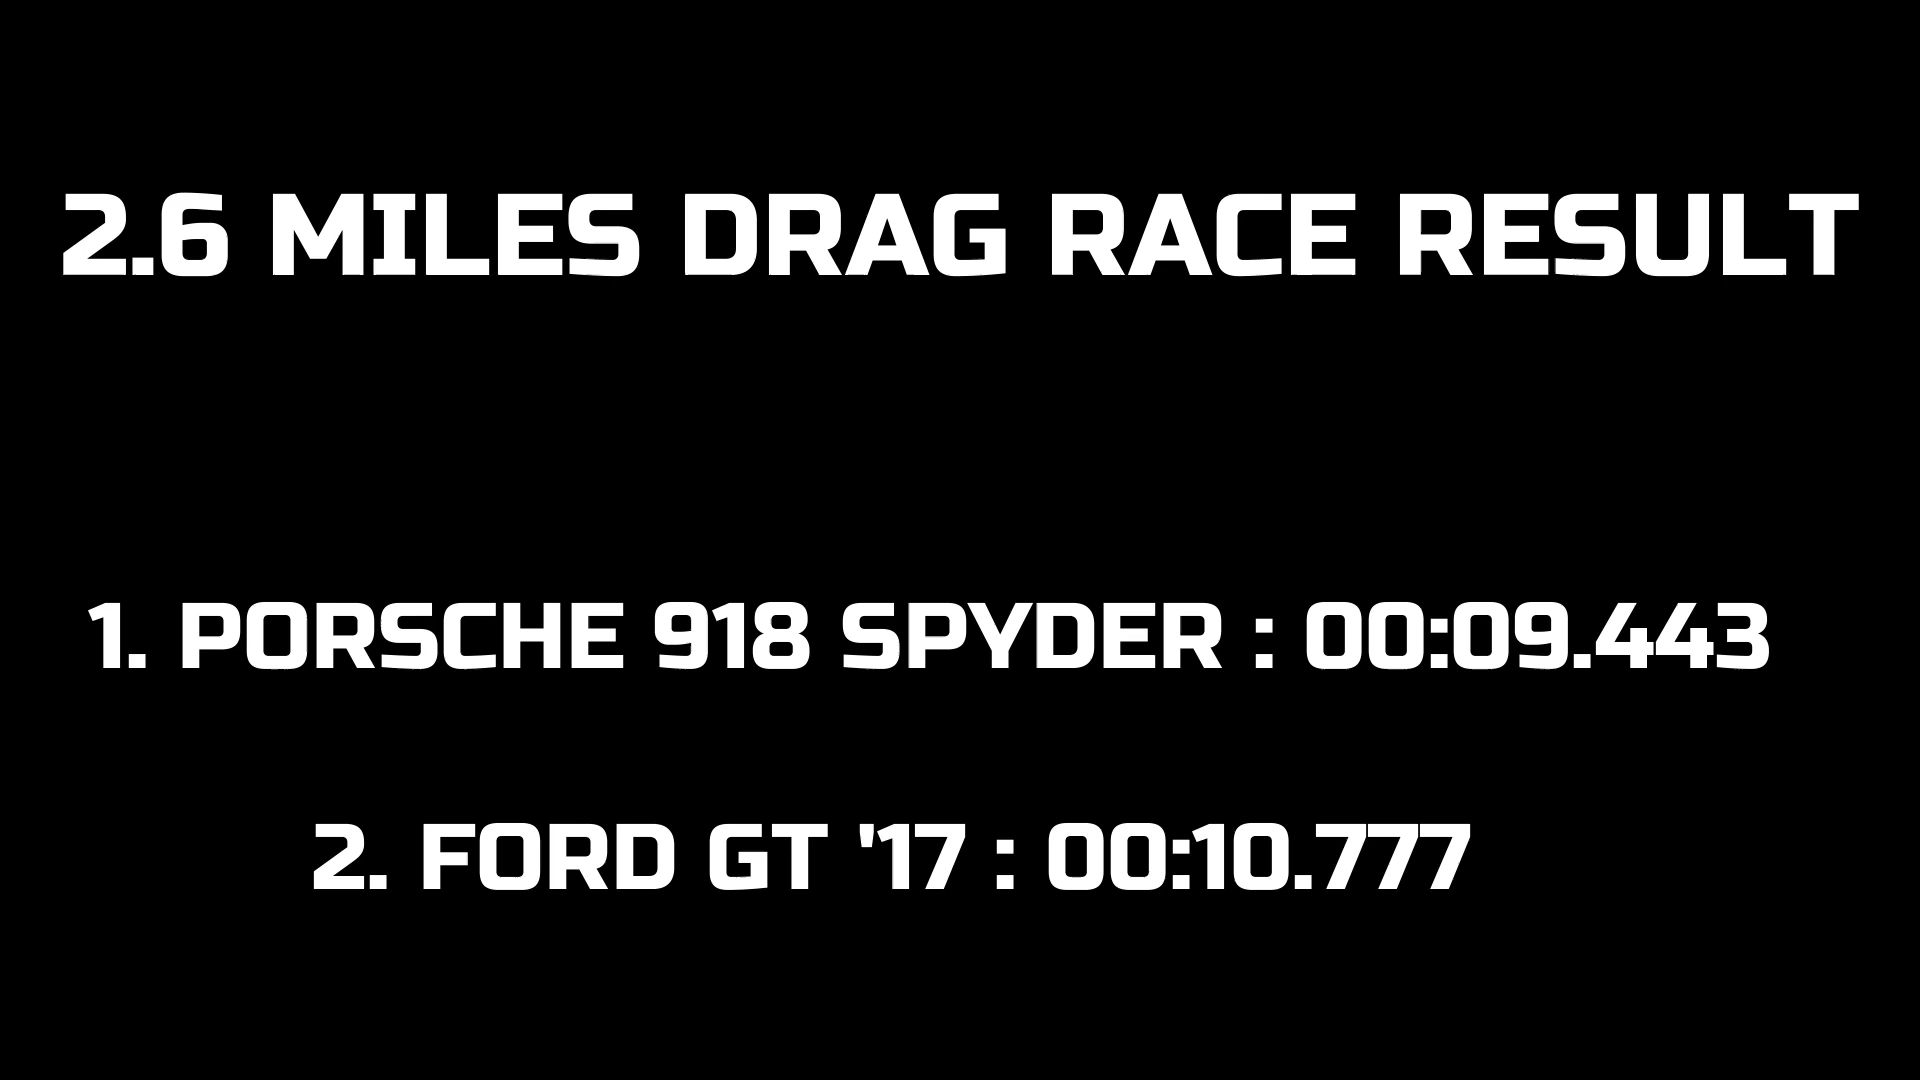 2.6 MILES DRAG RACE RESULT
1. PORSCHE 918 SPYDER : 00:09.443
2. FORD GT '17 : 00:10.777